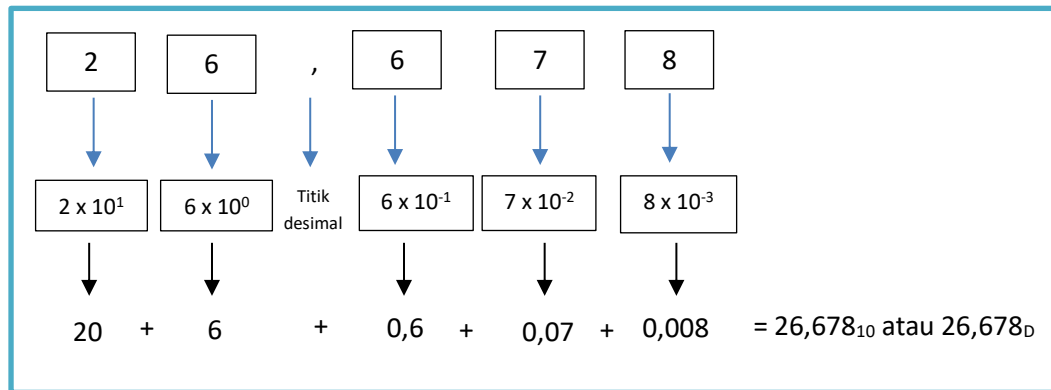 2 6 , 6 7 8
2 x 10¹ 6 x 10⁰ Titik desimal 6 x 10⁻¹ 7 x 10⁻² 8 x 10⁻³
20 + 6 + 0,6 + 0,07 + 0,008 = 26,678₁₀ atau 26,678D